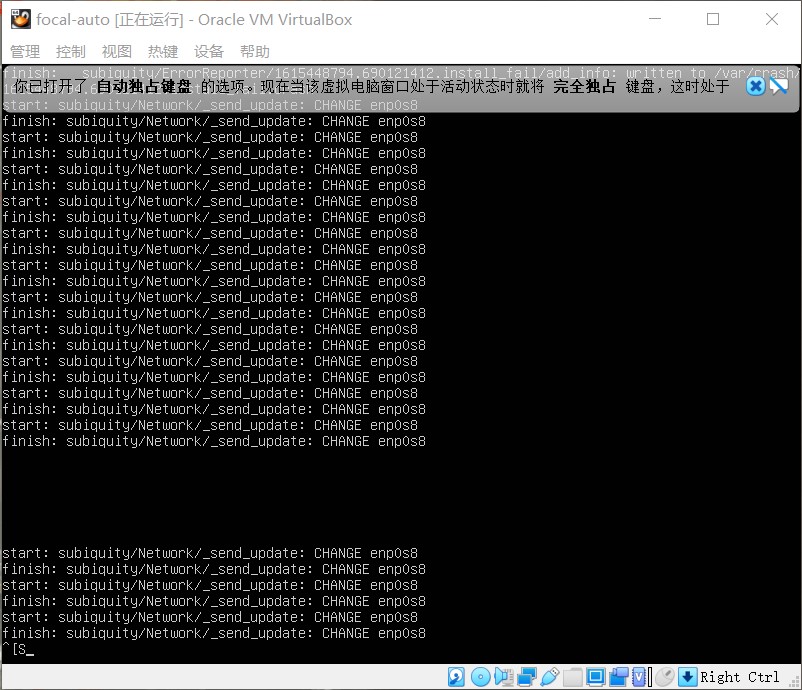 focal-auto [正在运行] - Oracle VM VirtualBox
管理 控制 视图 热键 设备 帮助
finish: subiquity/ErrorReporter/1615448794.690121412.install_fail/add_info: written to /var/crash/
你已打开了 自动独占键盘 的选项。现在当该虚拟电脑窗口处于活动状态时就将 完全独占 键盘，这时处于
start: subiquity/Network/_send_update: CHANGE enp0s8
finish: subiquity/Network/_send_update: CHANGE enp0s8
start: subiquity/Network/_send_update: CHANGE enp0s8
finish: subiquity/Network/_send_update: CHANGE enp0s8
start: subiquity/Network/_send_update: CHANGE enp0s8
finish: subiquity/Network/_send_update: CHANGE enp0s8
start: subiquity/Network/_send_update: CHANGE enp0s8
finish: subiquity/Network/_send_update: CHANGE enp0s8
start: subiquity/Network/_send_update: CHANGE enp0s8
finish: subiquity/Network/_send_update: CHANGE enp0s8
start: subiquity/Network/_send_update: CHANGE enp0s8
finish: subiquity/Network/_send_update: CHANGE enp0s8
start: subiquity/Network/_send_update: CHANGE enp0s8
finish: subiquity/Network/_send_update: CHANGE enp0s8
start: subiquity/Network/_send_update: CHANGE enp0s8
finish: subiquity/Network/_send_update: CHANGE enp0s8
start: subiquity/Network/_send_update: CHANGE enp0s8
finish: subiquity/Network/_send_update: CHANGE enp0s8
start: subiquity/Network/_send_update: CHANGE enp0s8
finish: subiquity/Network/_send_update: CHANGE enp0s8
start: subiquity/Network/_send_update: CHANGE enp0s8
finish: subiquity/Network/_send_update: CHANGE enp0s8
start: subiquity/Network/_send_update: CHANGE enp0s8
finish: subiquity/Network/_send_update: CHANGE enp0s8
start: subiquity/Network/_send_update: CHANGE enp0s8
finish: subiquity/Network/_send_update: CHANGE enp0s8
start: subiquity/Network/_send_update: CHANGE enp0s8
finish: subiquity/Network/_send_update: CHANGE enp0s8
^[S_
Right Ctrl